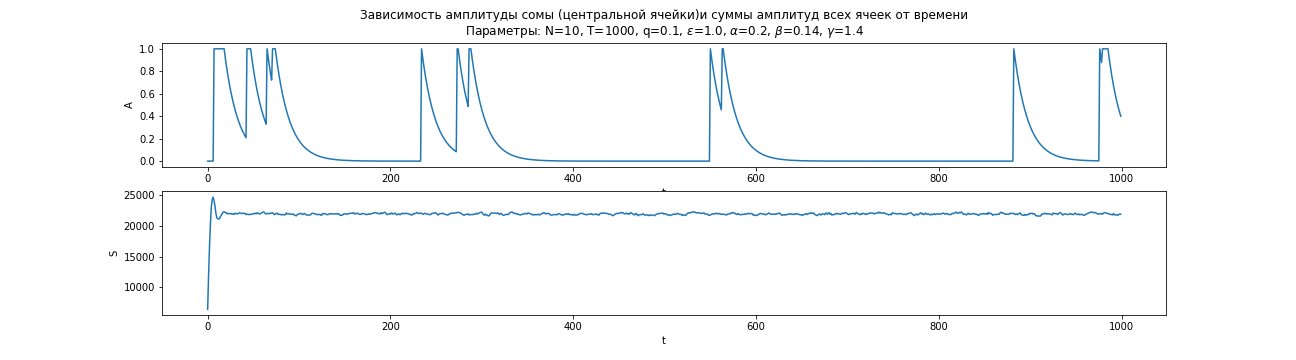 Зависимость амплитуды сомы (центральной ячейки)и суммы амплитуд всех ячеек от времени
Параметры: N=10, T=1000, q=0.1, ε=1.0, α=0.2, β=0.14, γ=1.4
1.0
0.8
0.6
0.4
0.2
0.0
A
0 200 400 600 800 1000
25000
20000
15000
10000
S
0 200 400 600 800 1000
t